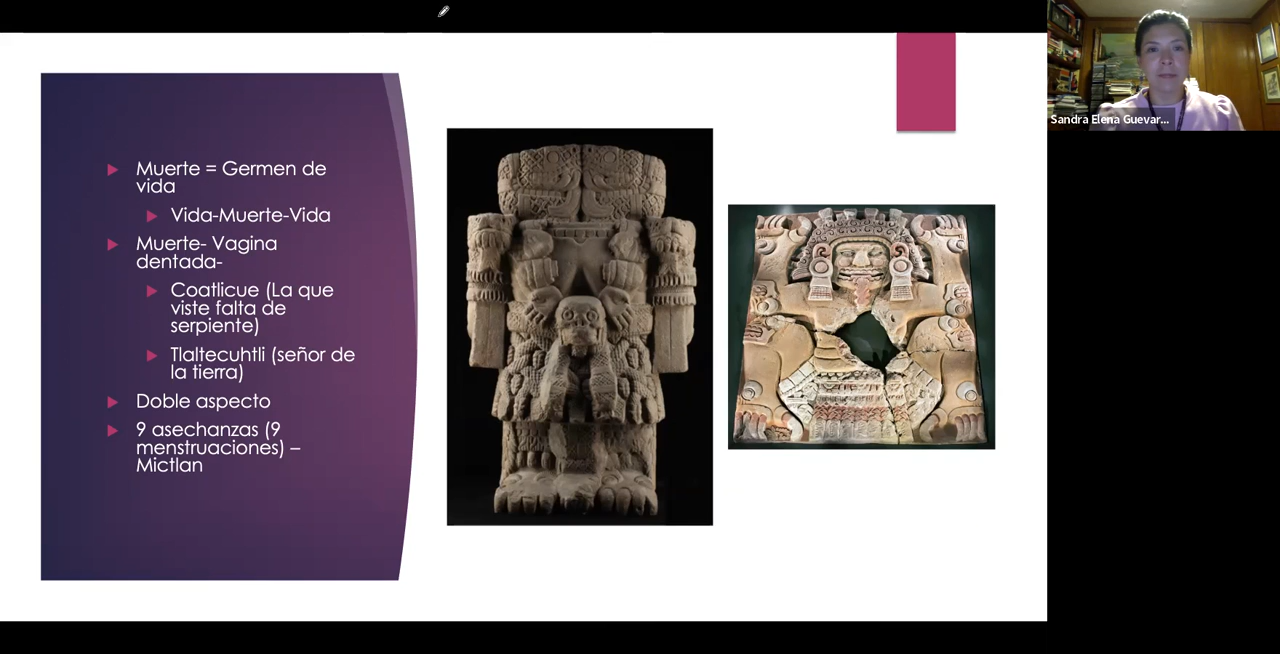 Muerte = Germen de
vida
Vida-Muerte-Vida
Muerte- Vagina
dentada-
Coatlicue (La que
viste falta de
serpiente)
Tlaltecuhtli (señor de
la tierra)
Doble aspecto
9 asechanzas (9
menstruaciones) –
Mictlan
Sandra Elena Guevar...